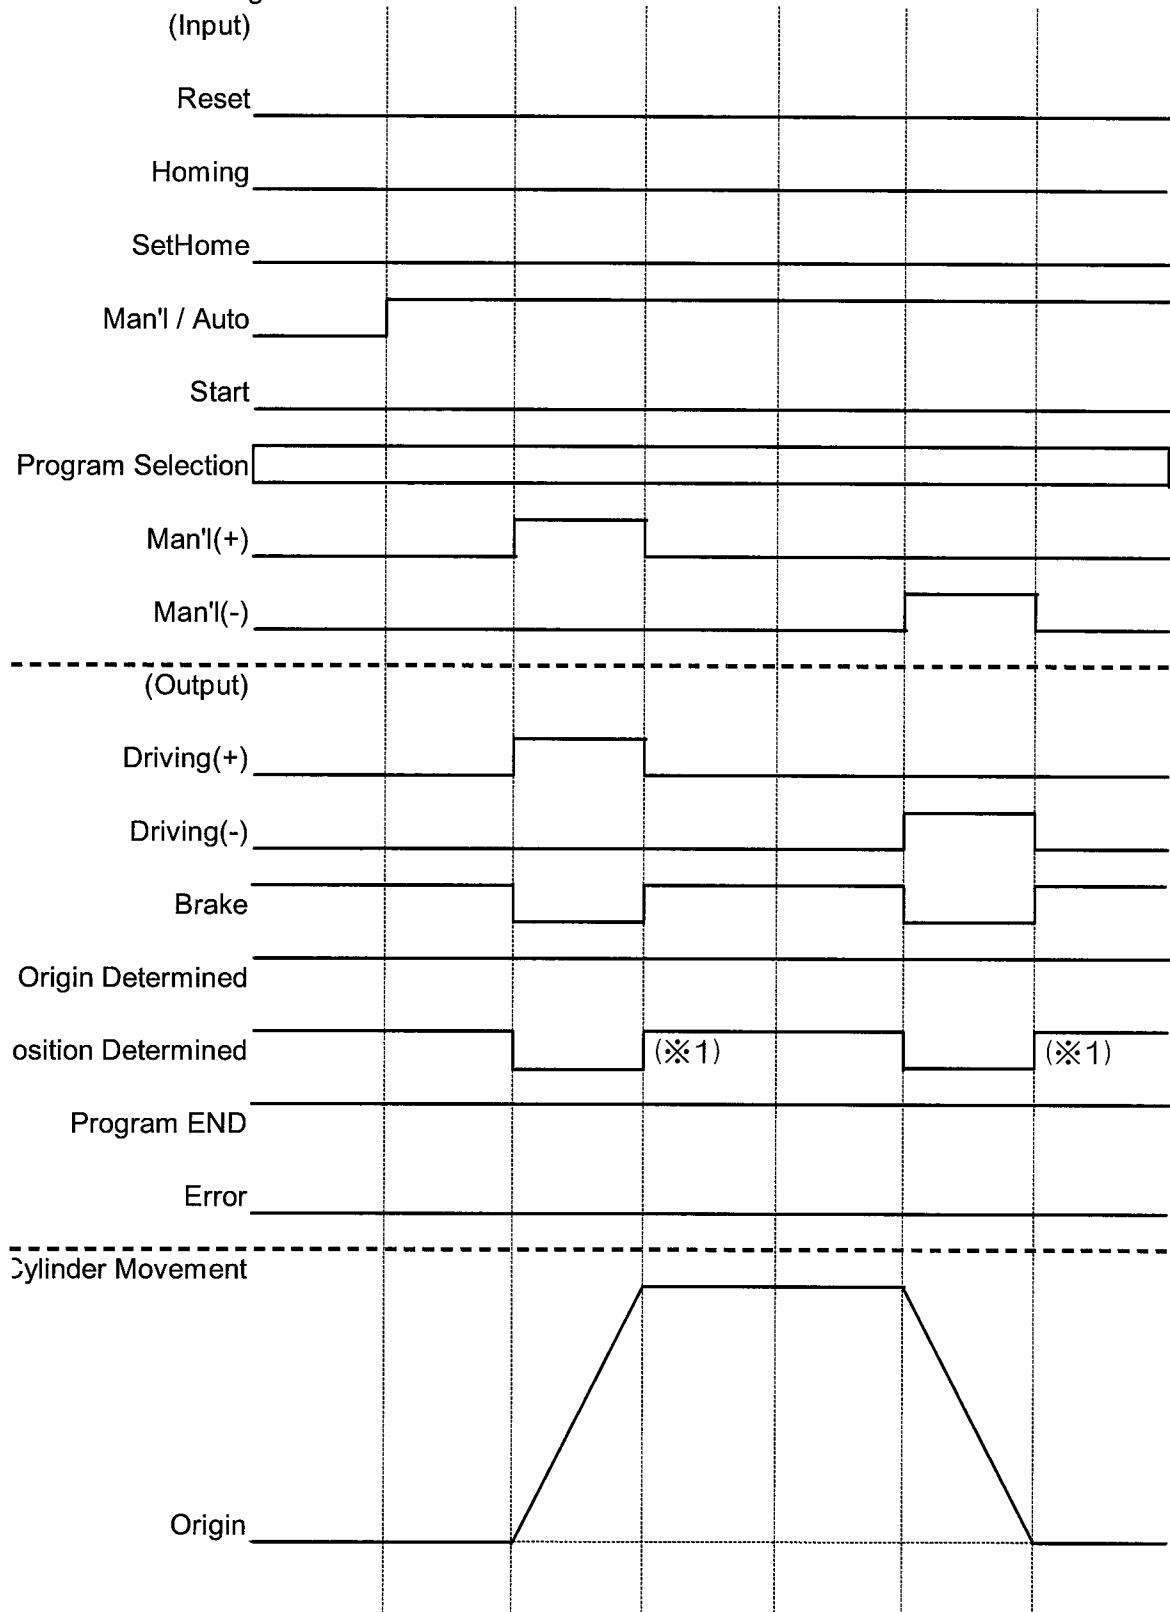 (Input)
Reset
Homing
SetHome
Man'l / Auto
Start
Program Selection
Man'l(+)
Man'l(-)
(Output)
Driving(+)
Driving(-)
Brake
Origin Determined
osition Determined
(※1)
(※1)
Program END
Error
ylinder Movement
Origin